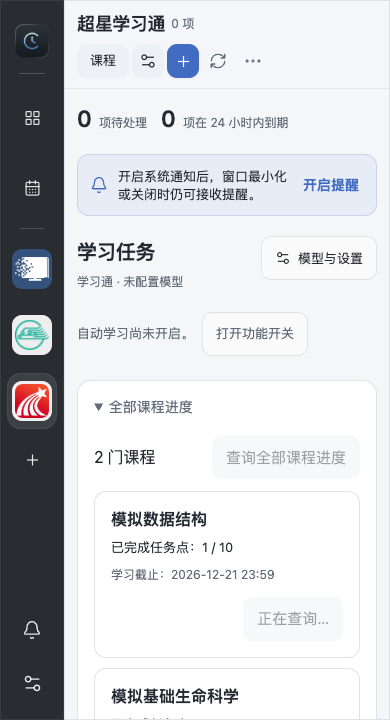 超星学习通 0 项
课程
0 项待处理 0 项在 24 小时内到期
开启系统通知后，窗口最小化
或关闭时仍可接收提醒。
开启提醒
学习任务
学习通 · 未配置模型
模型与设置
自动学习尚未开启。
打开功能开关
▼ 全部课程进度
2 门课程
查询全部课程进度
模拟数据结构
已完成任务点：1 / 10
学习截止：2026-12-21 23:59
正在查询...
模拟基础生命科学